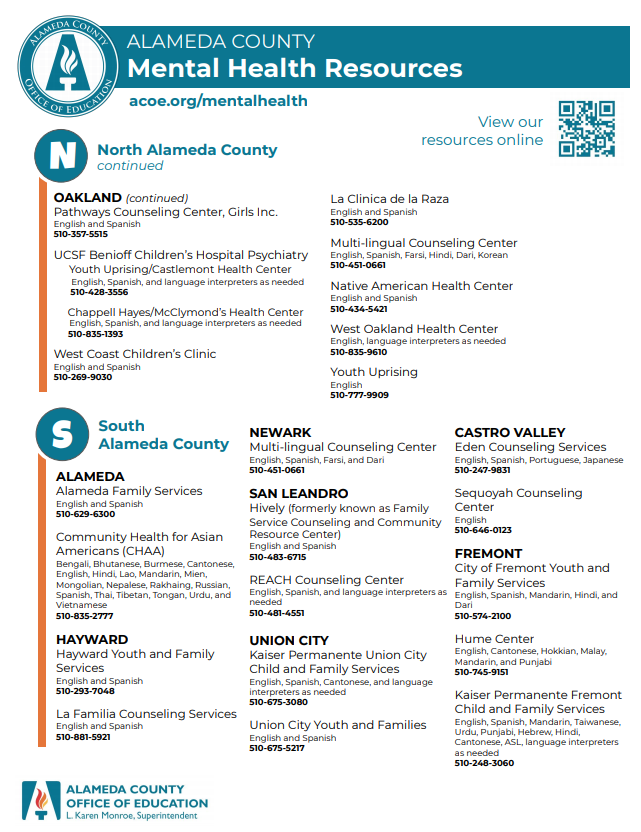 ALAMEDA COUNTY
OFFICE OF EDUCATION
A
ALAMEDA COUNTY
Mental Health Resources
acoe.org/mentalhealth
View our
resources online
N
North Alameda County
continued
OAKLAND (continued)
Pathways Counseling Center, Girls Inc.
English and Spanish
510-357-5515
UCSF Benioff Children's Hospital Psychiatry
Youth Uprising/Castlemont Health Center
English, Spanish, and language interpreters as needed
510-428-3556
Chappell Hayes/McClymond's Health Center
English, Spanish, and language interpreters as needed
510-835-1393
West Coast Children's Clinic
English and Spanish
510-269-9030
La Clinica de la Raza
English and Spanish
510-535-6200
Multi-lingual Counseling Center
English, Spanish, Farsi, Hindi, Dari, Korean
510-451-0661
Native American Health Center
English and Spanish
510-434-5421
West Oakland Health Center
English, language interpreters as needed
510-835-9610
Youth Uprising
English
510-777-9909
S
South
Alameda County
ALAMEDA
Alameda Family Services
English and Spanish
510-629-6300
Community Health for Asian
Americans (CHAA)
Bengali, Bhutanese, Burmese, Cantonese,
English, Hindi, Lao, Mandarin, Mien,
Mongolian, Nepalese, Rakhaing, Russian,
Spanish, Thai, Tibetan, Tongan, Urdu, and
Vietnamese
510-835-2777
HAYWARD
Hayward Youth and Family
Services
English and Spanish
510-293-7048
La Familia Counseling Services
English and Spanish
510-881-5921
NEWARK
Multi-lingual Counseling Center
English, Spanish, Farsi, and Dari
510-451-0661
SAN LEANDRO
Hively (formerly known as Family
Service Counseling and Community
Resource Center)
English and Spanish
510-483-6715
REACH Counseling Center
English, Spanish, and language interpreters as
needed
510-481-4551
UNION CITY
Kaiser Permanente Union City
Child and Family Services
English, Spanish, Cantonese, and language
interpreters as needed
510-675-3080
Union City Youth and Families
English and Spanish
510-675-5217
CASTRO VALLEY
Eden Counseling Services
English, Spanish, Portuguese, Japanese
510-247-9831
Sequoyah Counseling
Center
English
510-646-0123
FREMONT
City of Fremont Youth and
Family Services
English, Spanish, Mandarin, Hindi, and
Dari
510-574-2100
Hume Center
English, Cantonese, Hokkian, Malay,
Mandarin, and Punjabi
510-745-9151
Kaiser Permanente Fremont
Child and Family Services
English, Spanish, Mandarin, Taiwanese,
Urdu, Punjabi, Hebrew, Hindi,
Cantonese, ASL, language interpreters
as needed
510-248-3060
ALAMEDA COUNTY
OFFICE OF EDUCATION
L. Karen Monroe, Superintendent